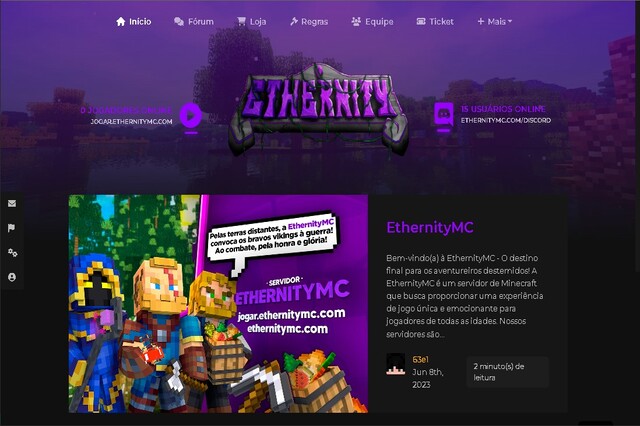 Início
Fórum
Loja
Regras
Equipe
Ticket
Mais
ETHERNITY
0 JOGADORES ONLINE
JOGAR.ETHERNITYMC.COM
15 USUÁRIOS ONLINE
ETHERNITYMC.COM/DISCORD
Pelas terras distantes, a EthernityMC
convoca os bravos vikings à guerra!
Ao combate, pela honra e glória!
· SERVIDOR ·
ETHERNITYMC
jogar.ethernitymc.com
ethernitymc.com
EthernityMC
Bem-vindo(a) à EthernityMC - O destino
final para os aventureiros destemidos! A
EthernityMC é um servidor de Minecraft
que busca proporcionar uma experiência
de jogo única e emocionante para
jogadores de todas as idades. Nossos
servidores são...
63e1
Jun 8th,
2023
2 minuto(s) de
leitura